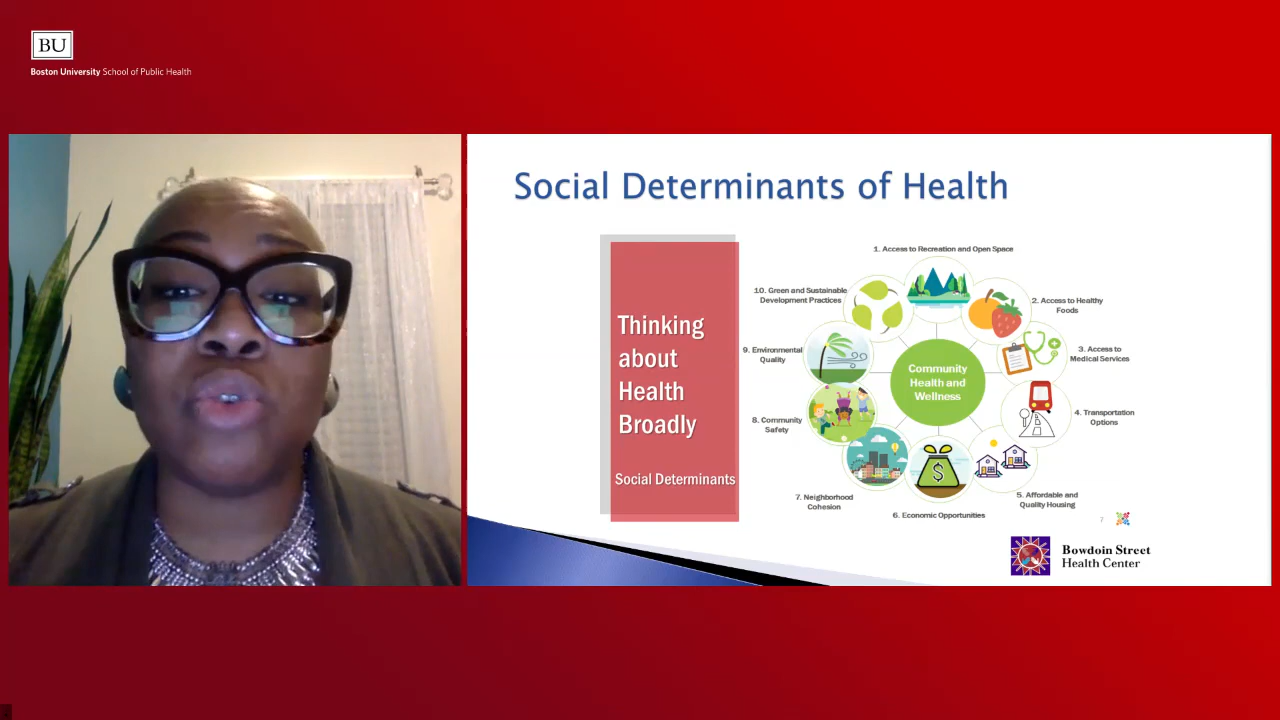 BU
Boston University School of Public Health
Social Determinants of Health
Thinking
about
Health
Broadly
Social Determinants
1. Access to Recreation and Open Space
2. Access to Healthy
Foods
3. Access to
Medical Services
4. Transportation
Options
5. Affordable and
Quality Housing
6. Economic Opportunities
7. Neighborhood
Cohesion
8. Community
Safety
9. Environmental
Quality
10. Green and Sustainable
Development Practices
Community
Health and
Wellness
$
7
Bowdoin Street
Health Center